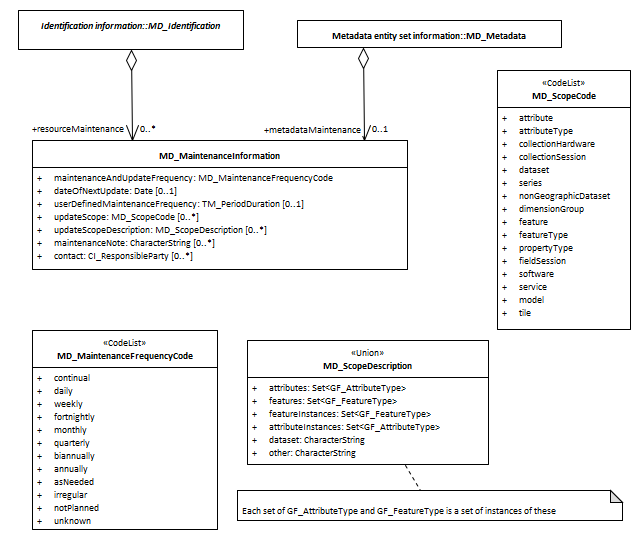 Identification information::MD_Identification
Metadata entity set information::MD_Metadata
+resourceMaintenance 0..*
+metadataMaintenance 0..1
MD_MaintenanceInformation
+ maintenanceAndUpdateFrequency: MD_MaintenanceFrequencyCode
+ dateOfNextUpdate: Date [0..1]
+ userDefinedMaintenanceFrequency: TM_PeriodDuration [0..1]
+ updateScope: MD_ScopeCode [0..*]
+ updateScopeDescription: MD_ScopeDescription [0..*]
+ maintenanceNote: CharacterString [0..*]
+ contact: CI_ResponsibleParty [0..*]
«CodeList»
MD_ScopeCode
+ attribute
+ attributeType
+ collectionHardware
+ collectionSession
+ dataset
+ series
+ nonGeographicDataset
+ dimensionGroup
+ feature
+ featureType
+ propertyType
+ fieldSession
+ software
+ service
+ model
+ tile
«CodeList»
MD_MaintenanceFrequencyCode
+ continual
+ daily
+ weekly
+ fortnightly
+ monthly
+ quarterly
+ biannually
+ annually
+ asNeeded
+ irregular
+ notPlanned
+ unknown
«Union»
MD_ScopeDescription
+ attributes: Set<GF_AttributeType>
+ features: Set<GF_FeatureType>
+ featureInstances: Set<GF_FeatureType>
+ attributeInstances: Set<GF_AttributeType>
+ dataset: CharacterString
+ other: CharacterString
Each set of GF_AttributeType and GF_FeatureType is a set of instances of these